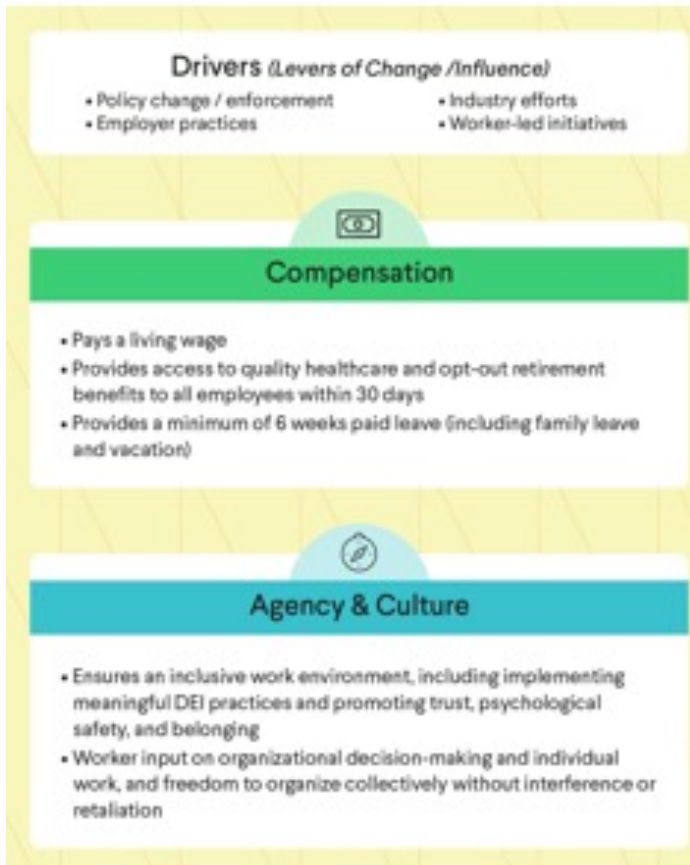 Drivers (Levers of Change /Influence)
• Policy change / enforcement
• Employer practices
• Industry efforts
• Worker-led initiatives
Compensation
• Pays a living wage
• Provides access to quality healthcare and opt-out retirement
benefits to all employees within 30 days
• Provides a minimum of 6 weeks paid leave (including family leave
and vacation)
Agency & Culture
• Ensures an inclusive work environment, including implementing
meaningful DEI practices and promoting trust, psychological
safety, and belonging
• Worker input on organizational decision-making and individual
work, and freedom to organize collectively without interference or
retaliation